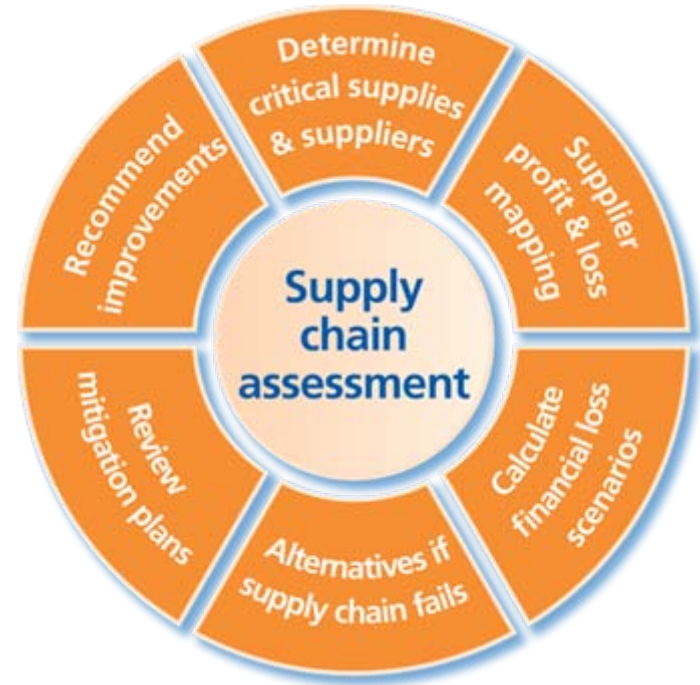 Determine
critical supplies
& suppliers
Supplier
profit & loss
mapping
Calculate
financial loss
scenarios
Alternatives if
supply chain fails
Review
mitigation plans
Recommend
improvements
Supply
chain
assessment